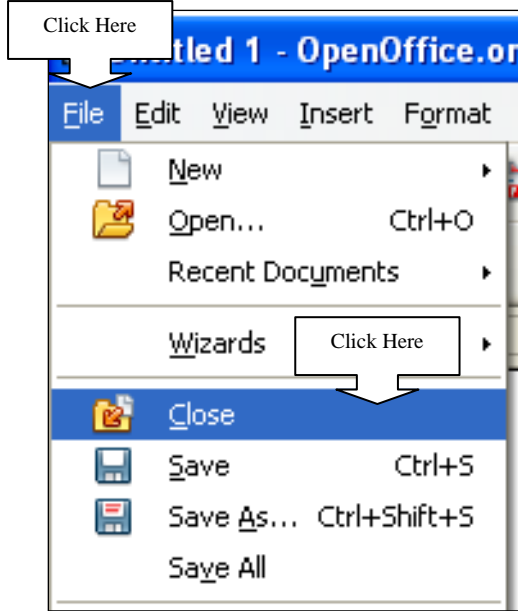 Click Here
Untitled 1 - OpenOffice.or
File Edit View Insert Format
New
Open... Ctrl+O
Recent Documents
Wizards
Click Here
Close
Save Ctrl+S
Save As... Ctrl+Shift+S
Save All